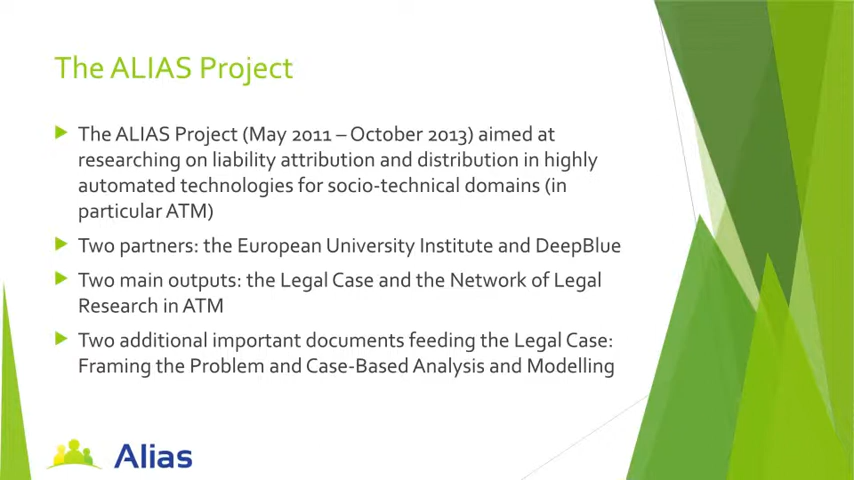 The ALIAS Project
The ALIAS Project (May 2011 – October 2013) aimed at
researching on liability attribution and distribution in highly
automated technologies for socio-technical domains (in
particular ATM)
Two partners: the European University Institute and DeepBlue
Two main outputs: the Legal Case and the Network of Legal
Research in ATM
Two additional important documents feeding the Legal Case:
Framing the Problem and Case-Based Analysis and Modelling
Alias